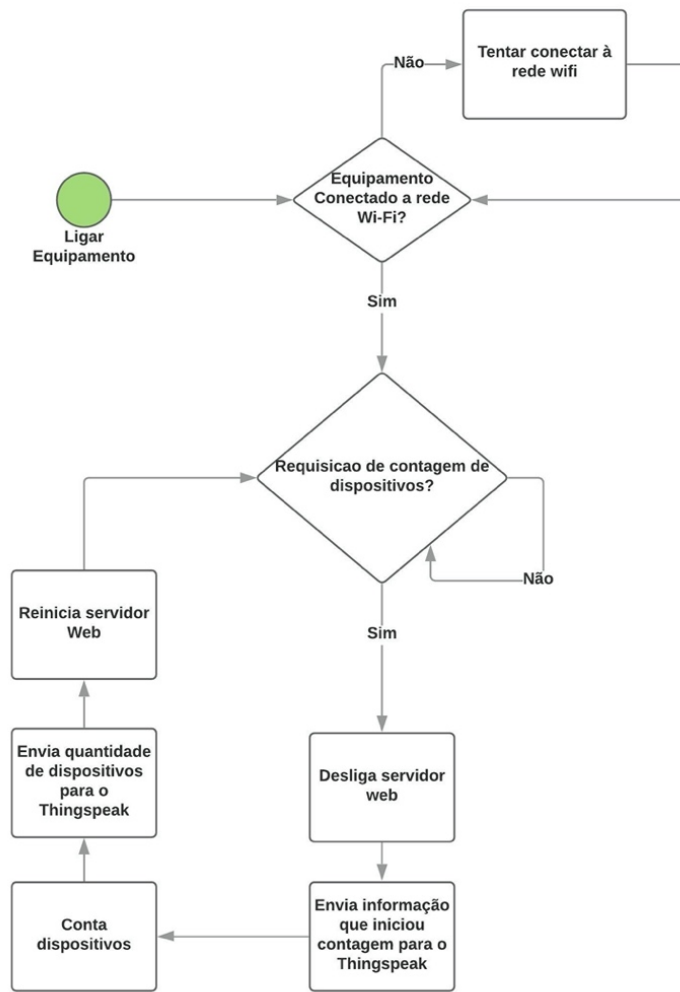 Tentar conectar à
rede wifi
Não
Equipamento
Conectado a rede
Wi-Fi?
Ligar
Equipamento
Sim
Requisicao de contagem de
dispositivos?
Não
Sim
Reinicia servidor
Web
Envia quantidade
de dispositivos
para o
Thingspeak
Desliga servidor
web
Conta
dispositivos
Envia informação
que iniciou
contagem para o
Thingspeak